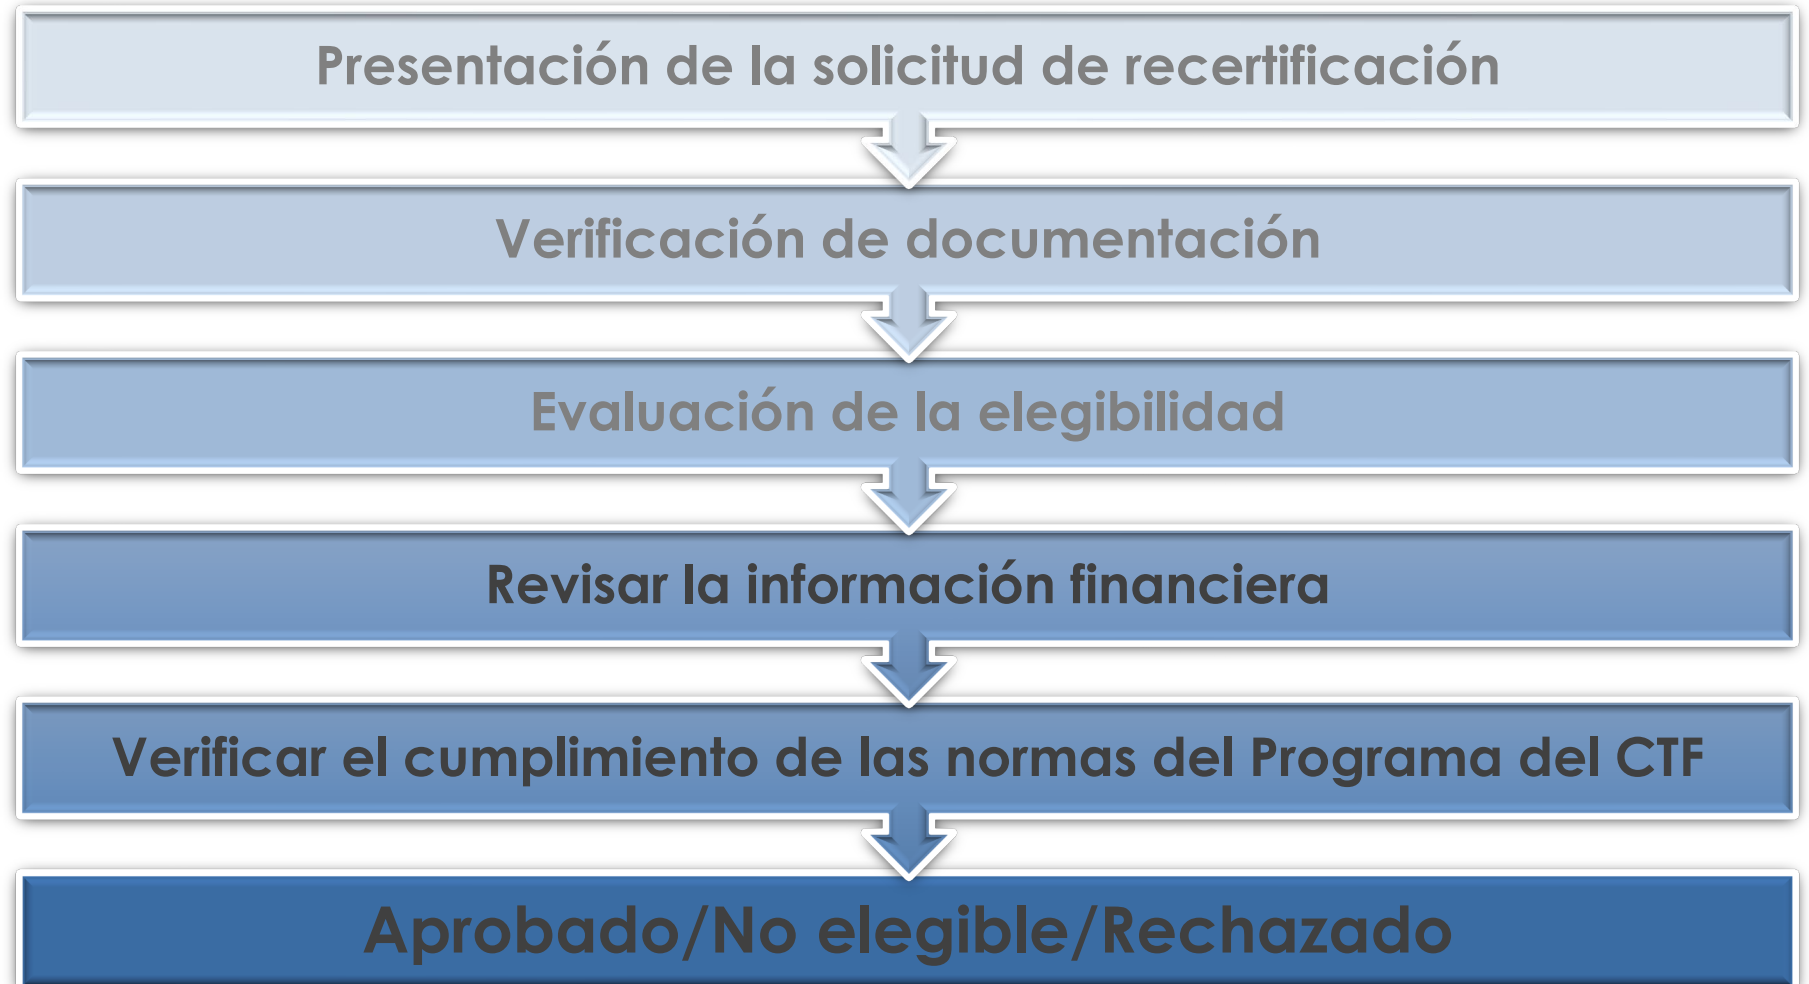 Presentación de la solicitud de recertificación
Verificación de documentación
Evaluación de la elegibilidad
Revisar la información financiera
Verificar el cumplimiento de las normas del Programa del CTF
Aprobado/No elegible/Rechazado